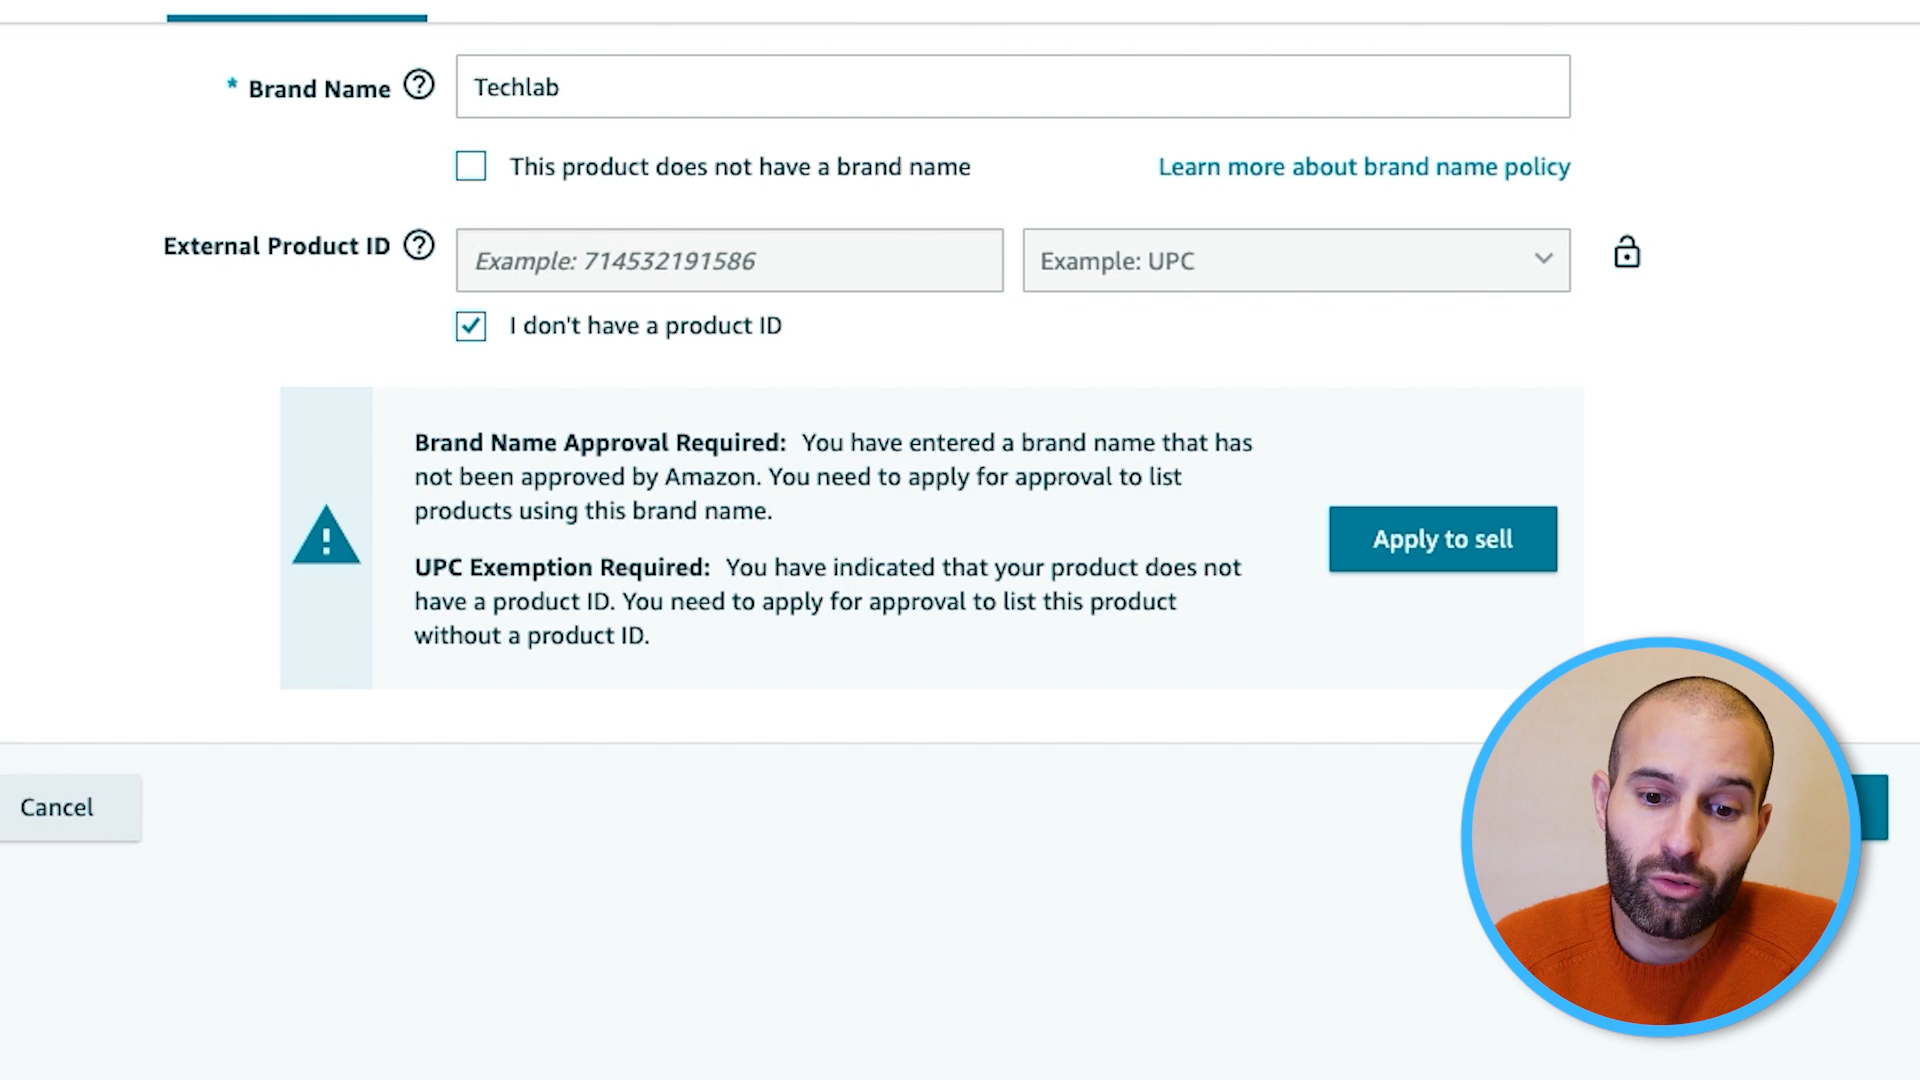 * Brand Name
Techlab
This product does not have a brand name
Learn more about brand name policy
External Product ID
Example: 714532191586
Example: UPC
I don't have a product ID
Brand Name Approval Required: You have entered a brand name that has
not been approved by Amazon. You need to apply for approval to list
products using this brand name.
UPC Exemption Required: You have indicated that your product does not
have a product ID. You need to apply for approval to list this product
without a product ID.
Apply to sell
Cancel